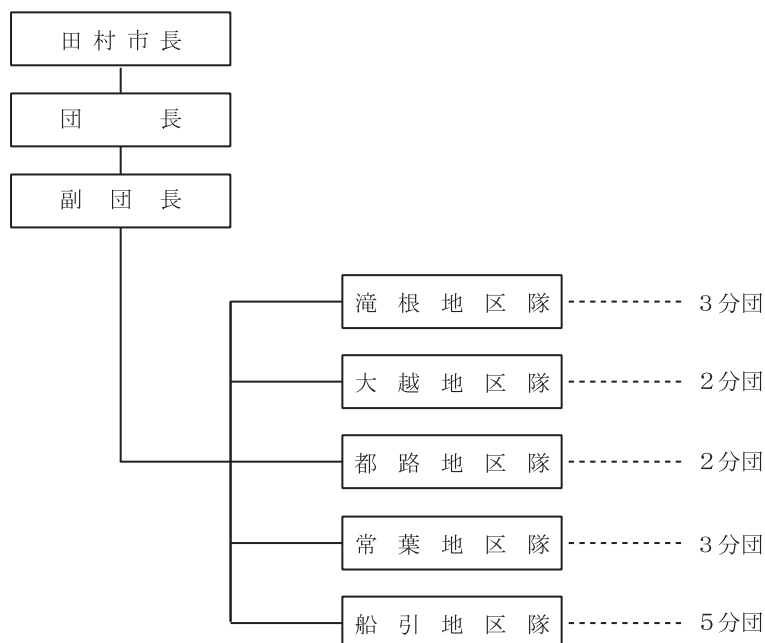 田村市長
団長
副団長
滝根地区隊 3分団
大越地区隊 2分団
都路地区隊 2分団
常葉地区隊 3分団
船引地区隊 5分団